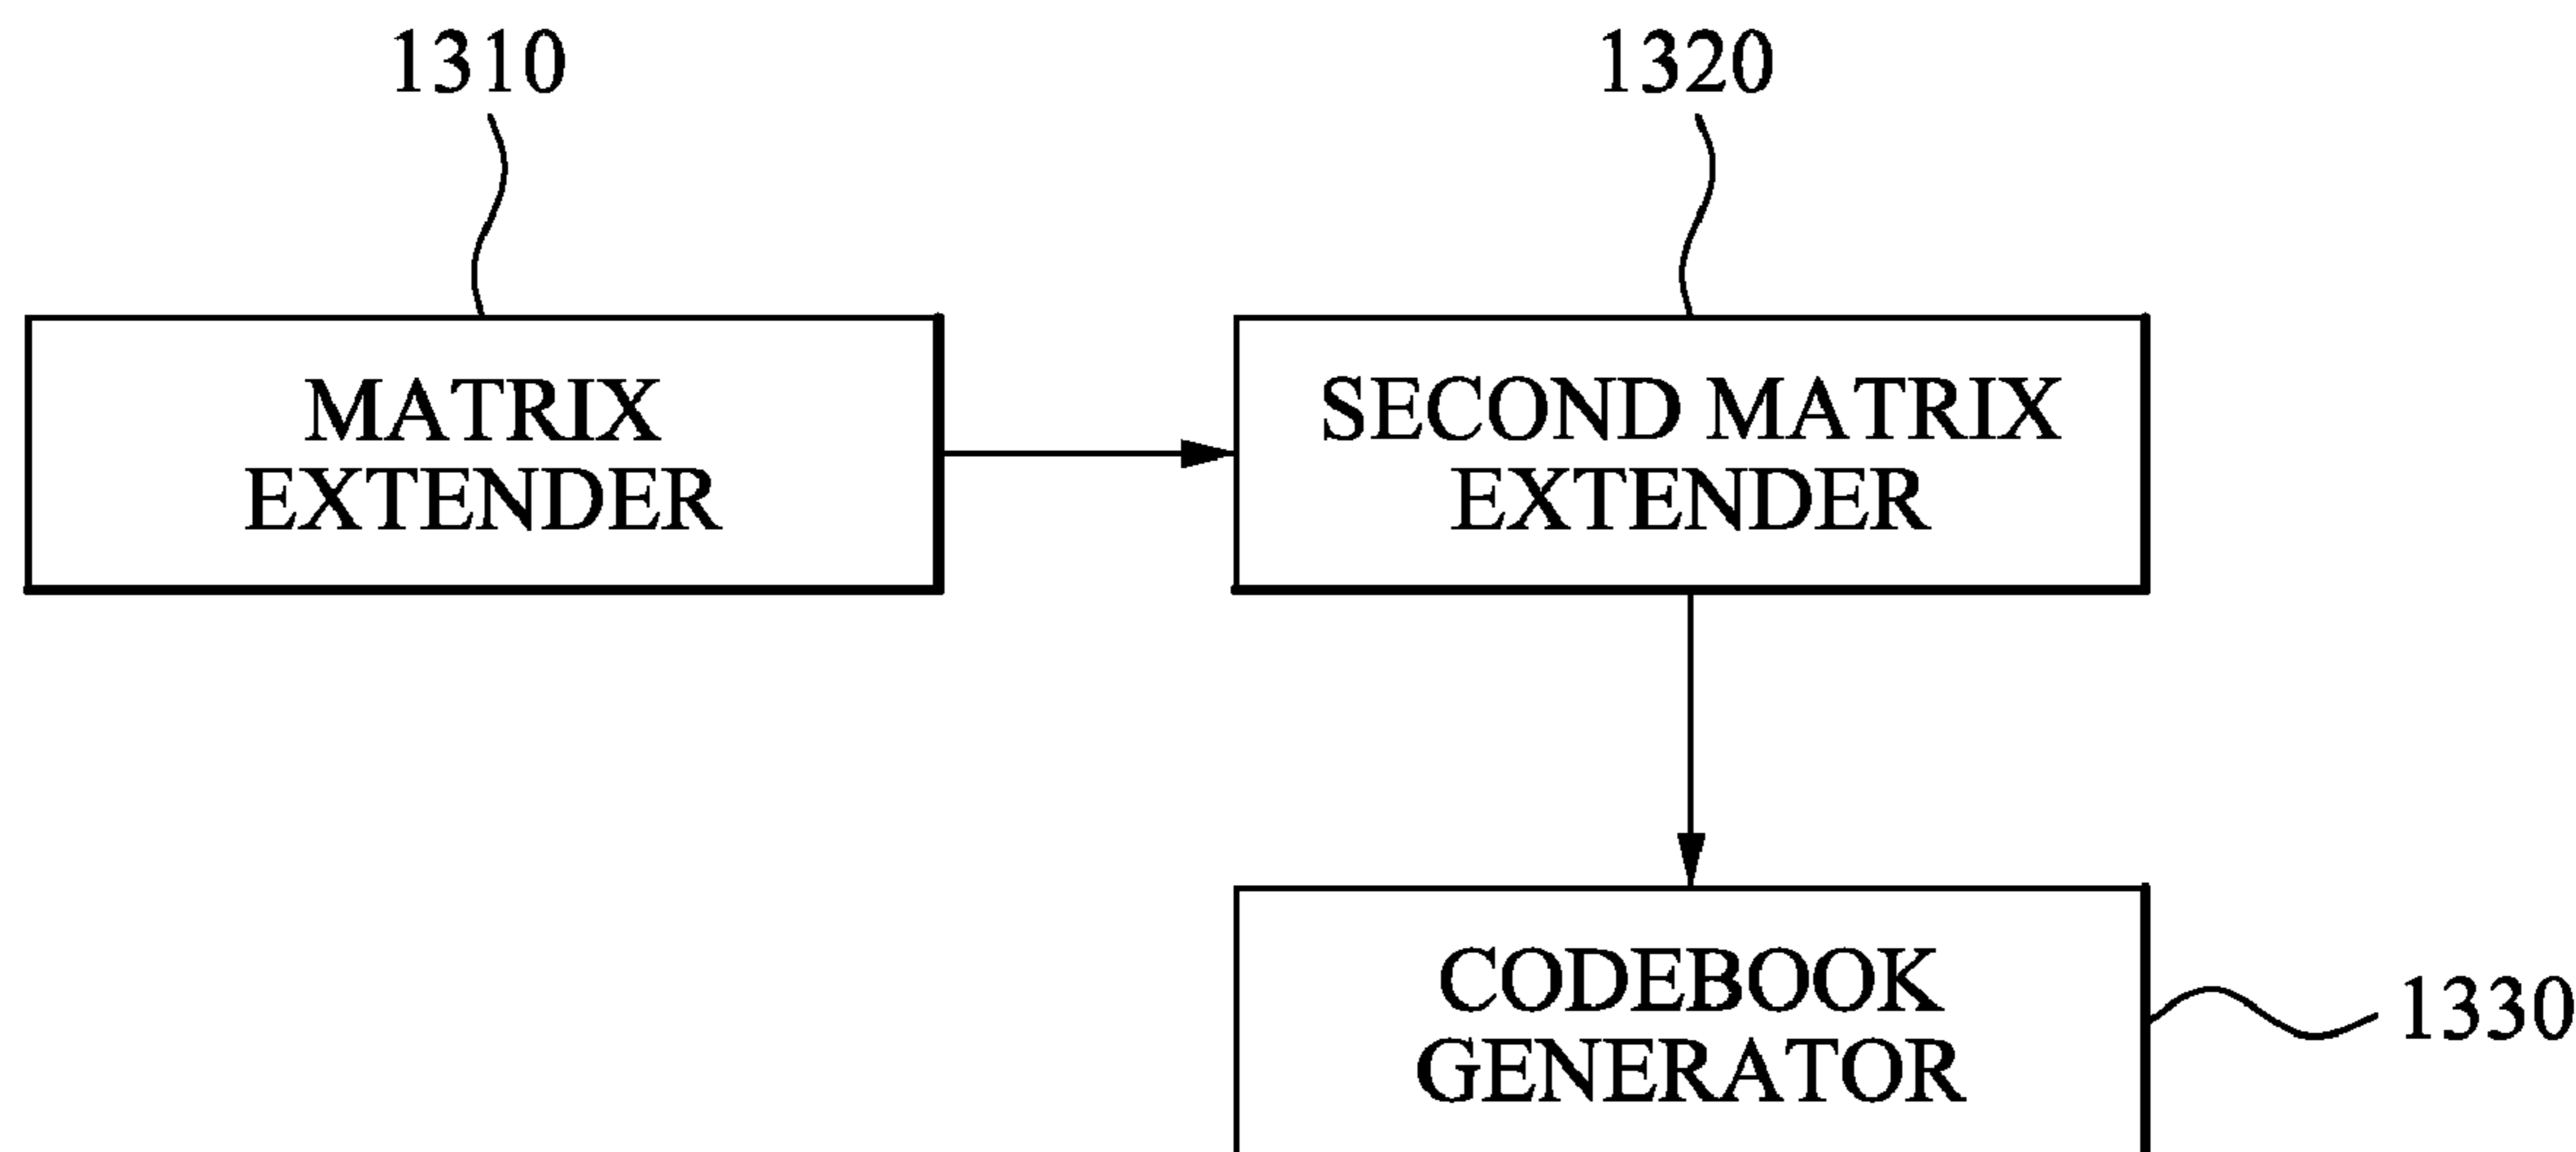 1310
1320
MATRIX
EXTENDER
SECOND MATRIX
EXTENDER
CODEBOOK
GENERATOR
1330